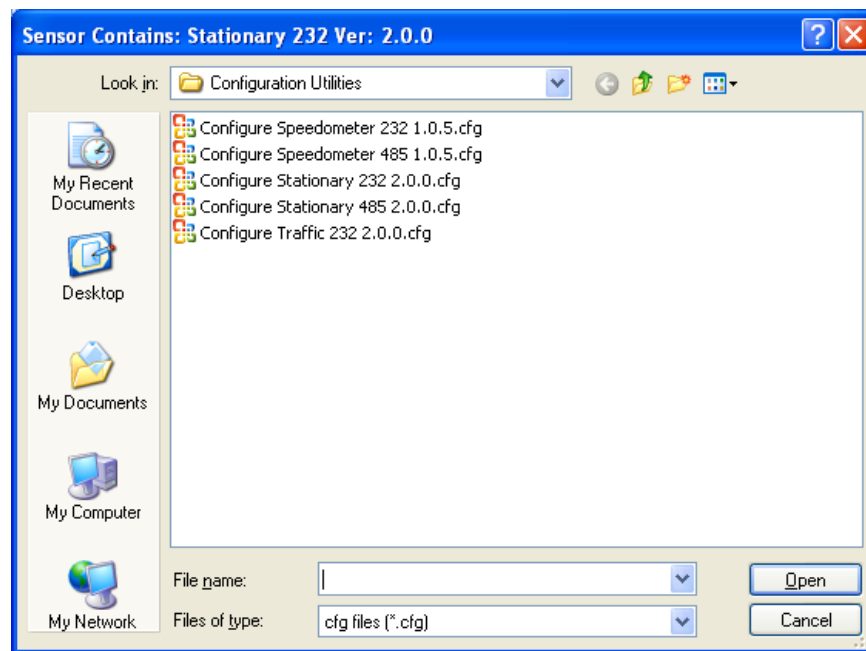 Sensor Contains: Stationary 232 Ver: 2.0.0
Look in:
Configuration Utilities
Configure Speedometer 232 1.0.5.cfg
Configure Speedometer 485 1.0.5.cfg
Configure Stationary 232 2.0.0.cfg
Configure Stationary 485 2.0.0.cfg
Configure Traffic 232 2.0.0.cfg
My Recent
Documents
Desktop
My Documents
My Computer
My Network
File name:
Open
Files of type:
cfg files (*.cfg)
Cancel